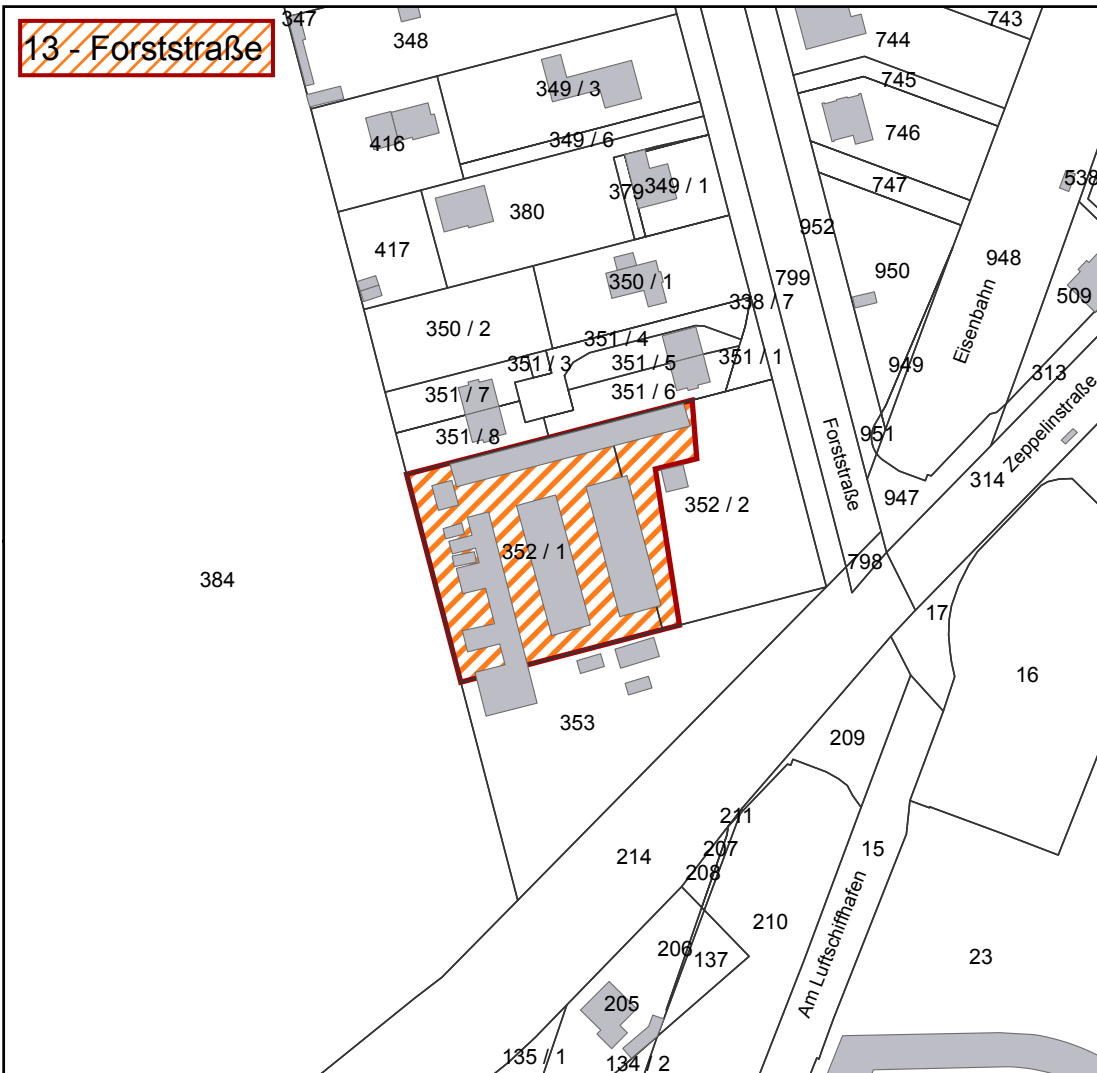 13 - Forststraße
347
348
743
744
349 / 3
745
416
349 / 6
746
538
379
349 / 1
747
380
952
417
948
950
799
350 / 1
509
338 / 7
350 / 2
351 / 4
Eisenbahn
351 / 3
351 / 5
351 / 1
949
313
351 / 7
351 / 6
Zeppelinstraße
351 / 8
951
Forststraße
314
947
352 / 2
352 / 1
798
384
17
16
353
209
211
207
214
15
208
210
Am Luftschiffhafen
206
137
23
205
135 / 1
134 / 2